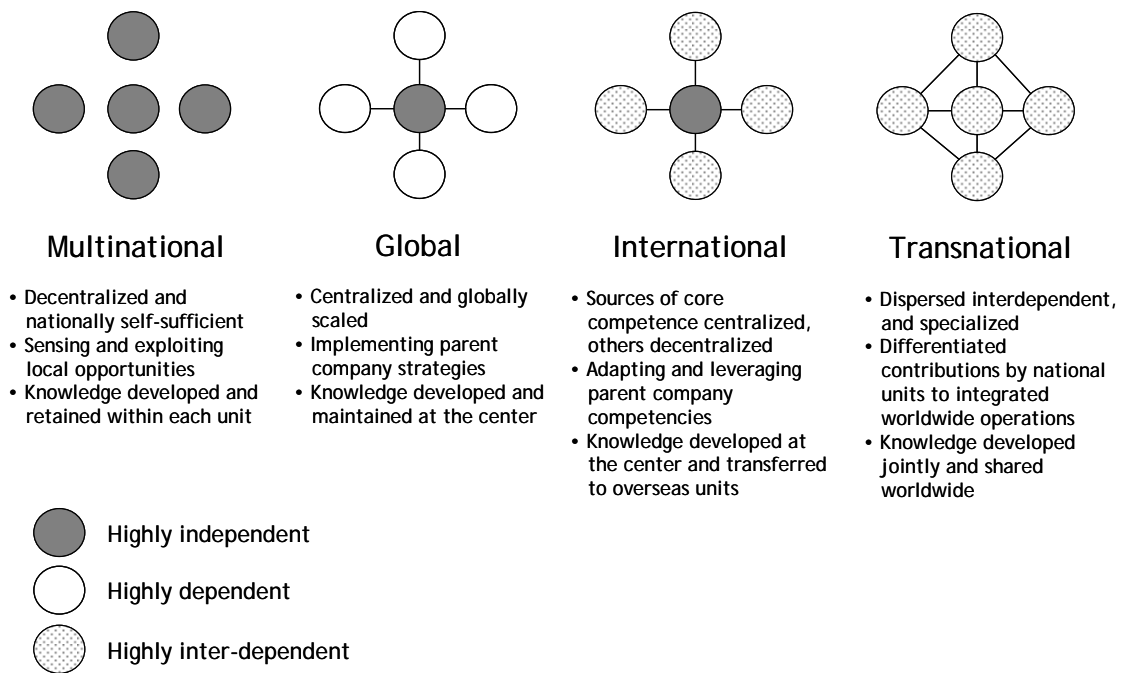 Multinational
• Decentralized and
nationally self-sufficient
• Sensing and exploiting
local opportunities
• Knowledge developed and
retained within each unit
Global
• Centralized and globally
scaled
• Implementing parent
company strategies
• Knowledge developed and
maintained at the center
International
• Sources of core
competence centralized,
others decentralized
• Adapting and leveraging
parent company
competencies
• Knowledge developed at
the center and transferred
to overseas units
Transnational
• Dispersed interdependent,
and specialized
• Differentiated
contributions by national
units to integrated
worldwide operations
• Knowledge developed
jointly and shared
worldwide
Highly independent
Highly dependent
Highly inter-dependent